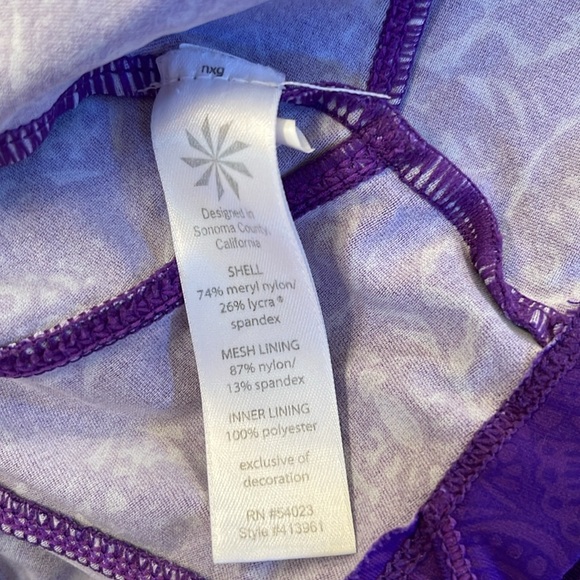 nxg
Designed in
Sonoma County,
California
SHELL
74% meryl nylon/
26% lycra®
spandex
MESH LINING
87% nylon/
13% spandex
INNER LINING
100% polyester
exclusive of
decoration
RN #54023
Style #413961